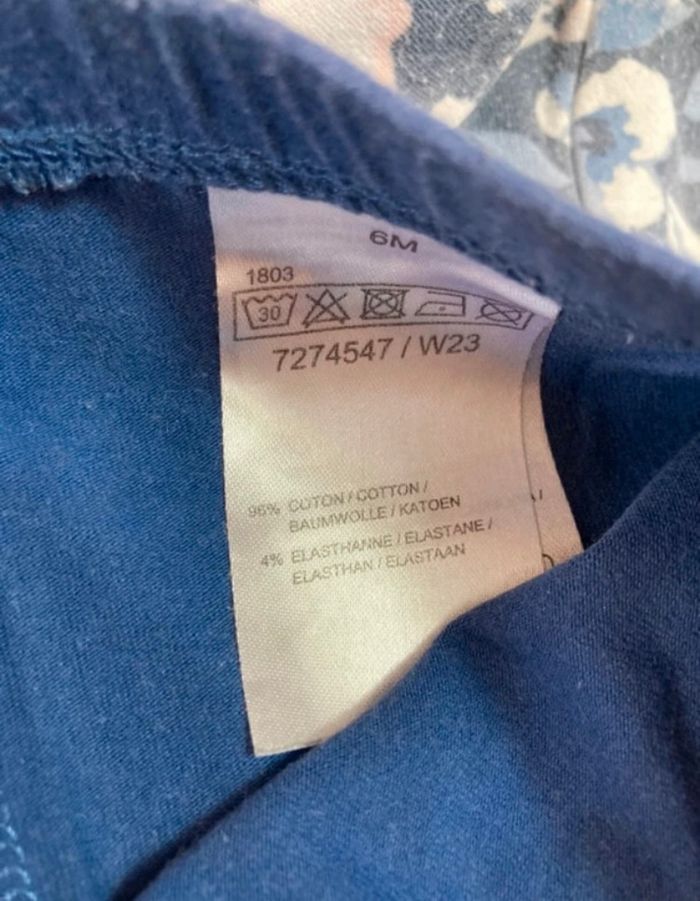 6M
1803
30
7274547 / W23
96% COTON / COTTON /
BAUMWOLLE / KATOEN
4% ELASTHANNE / ELASTANE /
ELASTHAN / ELASTAAN